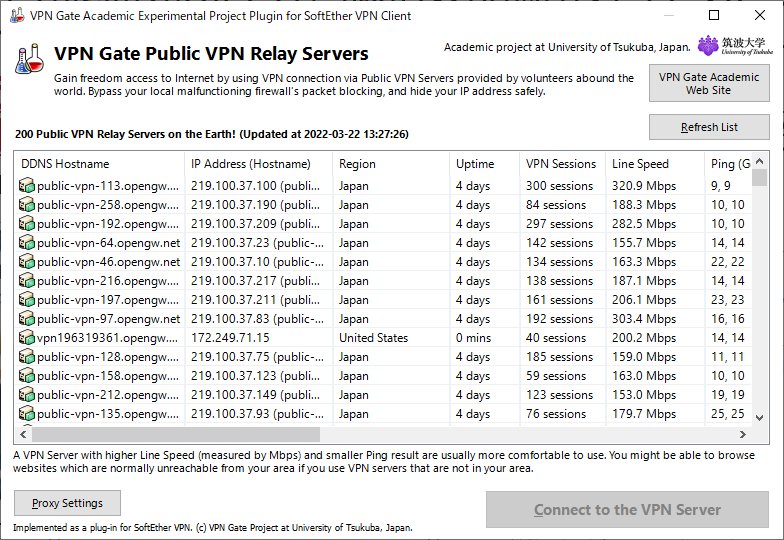 VPN Gate Academic Experimental Project Plugin for SoftEther VPN Client
VPN Gate Public VPN Relay Servers
Academic project at University of Tsukuba, Japan.
筑波大学
University of Tsukuba
Gain freedom access to Internet by using VPN connection via Public VPN Servers provided by volunteers abound the
world. Bypass your local malfunctioning firewall's packet blocking, and hide your IP address safely.
VPN Gate Academic
Web Site
200 Public VPN Relay Servers on the Earth! (Updated at 2022-03-22 13:27:26)
Refresh List
DDNS Hostname IP Address (Hostname) Region Uptime VPN Sessions Line Speed Ping (G
public-vpn-113.opengw.... 219.100.37.100 (publi... Japan 4 days 300 sessions 320.9 Mbps 9, 9
public-vpn-258.opengw.... 219.100.37.190 (publi... Japan 4 days 84 sessions 188.3 Mbps 10, 10
public-vpn-192.opengw.... 219.100.37.209 (publi... Japan 4 days 297 sessions 282.5 Mbps 10, 10
public-vpn-64.opengw.net 219.100.37.23 (public-... Japan 4 days 142 sessions 155.7 Mbps 14, 14
public-vpn-46.opengw.net 219.100.37.10 (public-... Japan 4 days 134 sessions 163.3 Mbps 22, 22
public-vpn-216.opengw.... 219.100.37.217 (publi... Japan 4 days 138 sessions 187.1 Mbps 14, 14
public-vpn-197.opengw.... 219.100.37.211 (publi... Japan 4 days 161 sessions 206.1 Mbps 23, 23
public-vpn-97.opengw.net 219.100.37.83 (public-... Japan 4 days 192 sessions 303.4 Mbps 16, 16
vpn196319361.opengw.... 172.249.71.15 United States 0 mins 40 sessions 200.2 Mbps 14, 14
public-vpn-128.opengw.... 219.100.37.75 (public-... Japan 4 days 185 sessions 159.0 Mbps 11, 11
public-vpn-158.opengw.... 219.100.37.123 (publi... Japan 4 days 59 sessions 163.0 Mbps 10, 10
public-vpn-212.opengw.... 219.100.37.149 (publi... Japan 4 days 123 sessions 153.0 Mbps 19, 19
public-vpn-135.opengw.... 219.100.37.93 (public-... Japan 4 days 76 sessions 179.7 Mbps 25, 25
A VPN Server with higher Line Speed (measured by Mbps) and smaller Ping result are usually more comfortable to use. You might be able to browse
websites which are normally unreachable from your area if you use VPN servers that are not in your area.
Proxy Settings
Connect to the VPN Server
Implemented as a plug-in for SoftEther VPN. (c) VPN Gate Project at University of Tsukuba, Japan.